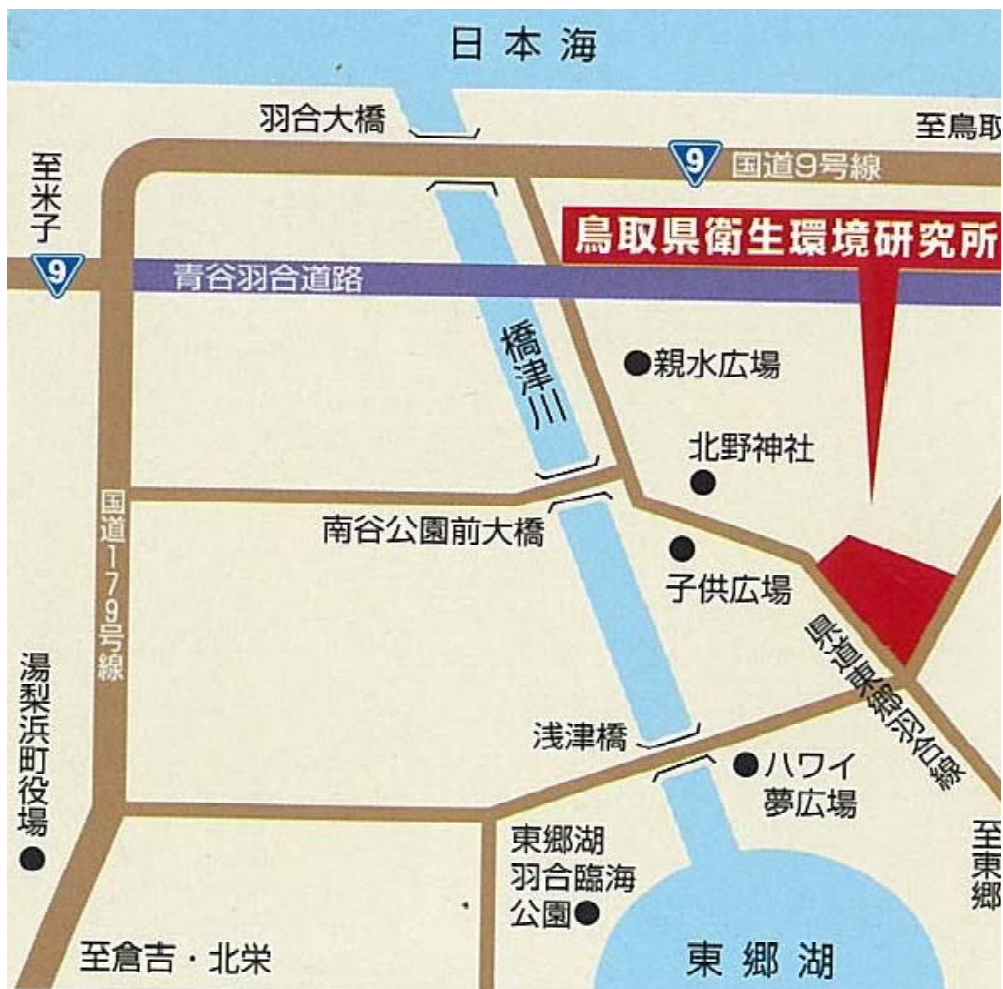 日本海
羽合大橋
至鳥取
9
国道9号線
至米子
鳥取県衛生環境研究所
9
青谷羽合道路
橋津川
親水広場
北野神社
国道179号線
南谷公園前大橋
子供広場
県道東郷羽合線
湯梨浜町役場
浅津橋
ハワイ
夢広場
東郷湖
羽合臨海
公園
至東郷
至倉吉・北栄
東郷湖